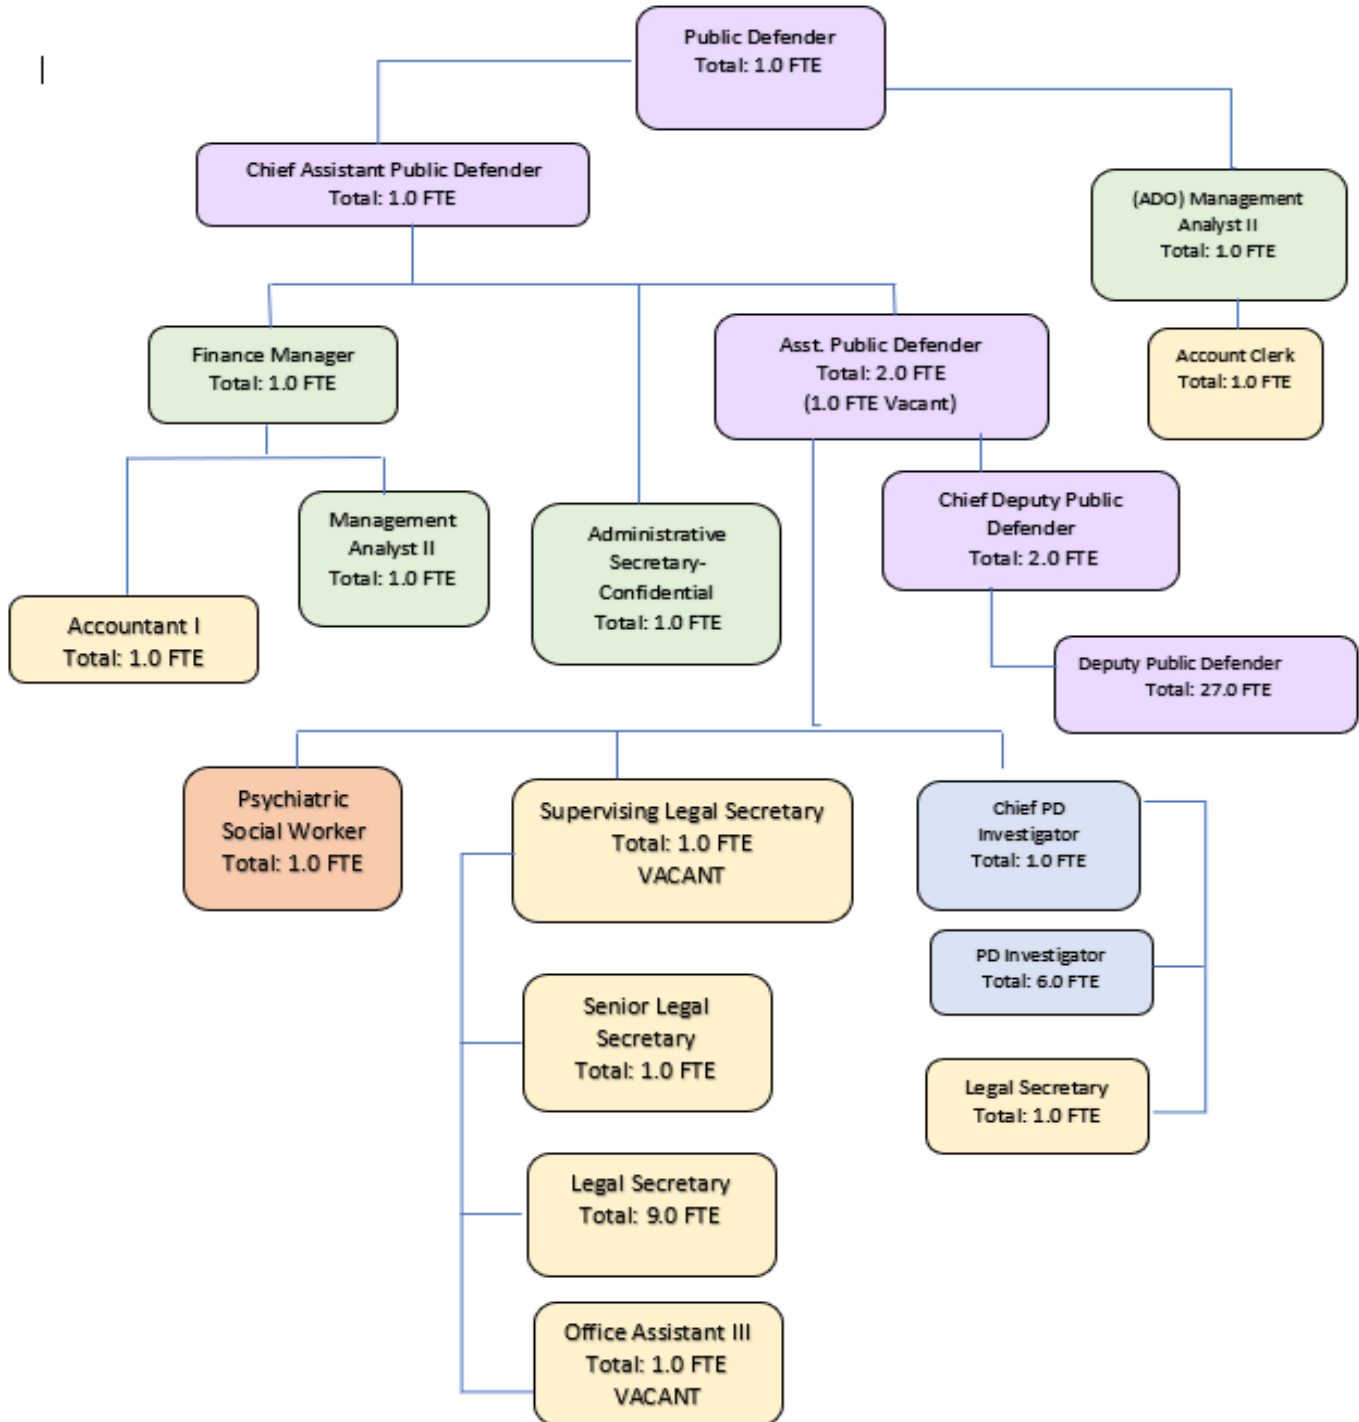 Public Defender
Total: 1.0 FTE
Chief Assistant Public Defender
Total: 1.0 FTE
(ADO) Management
Analyst II
Total: 1.0 FTE
Finance Manager
Total: 1.0 FTE
Asst. Public Defender
Total: 2.0 FTE
(1.0 FTE Vacant)
Account Clerk
Total: 1.0 FTE
Accountant I
Total: 1.0 FTE
Management
Analyst II
Total: 1.0 FTE
Administrative
Secretary-
Confidential
Total: 1.0 FTE
Chief Deputy Public
Defender
Total: 2.0 FTE
Deputy Public Defender
Total: 27.0 FTE
Psychiatric
Social Worker
Total: 1.0 FTE
Supervising Legal Secretary
Total: 1.0 FTE
VACANT
Chief PD
Investigator
Total: 1.0 FTE
PD Investigator
Total: 6.0 FTE
Senior Legal
Secretary
Total: 1.0 FTE
Legal Secretary
Total: 1.0 FTE
Legal Secretary
Total: 9.0 FTE
Office Assistant III
Total: 1.0 FTE
VACANT